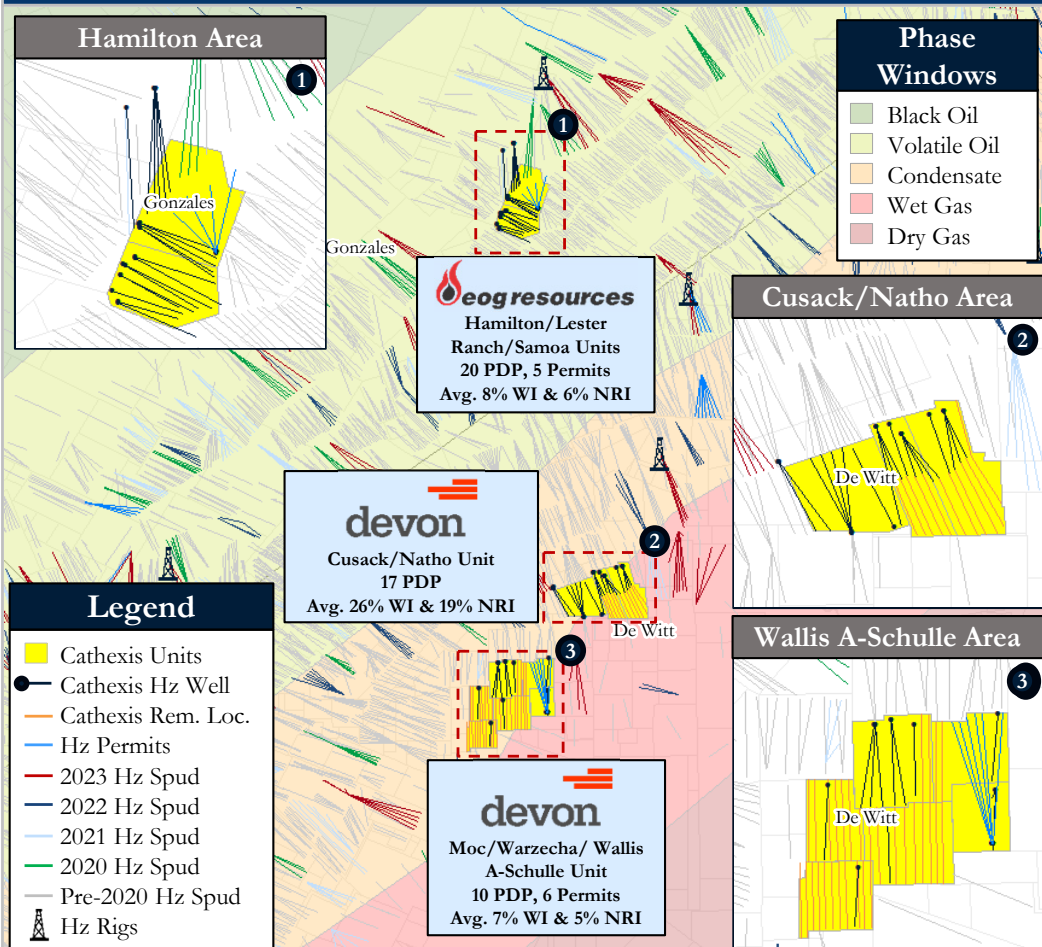 Hamilton Area
1
Gonzales
Phase
Windows
Black Oil
Volatile Oil
Condensate
Wet Gas
Dry Gas
1
Gonzales
eog resources
Hamilton/Lester
Ranch/Samoa Units
20 PDP, 5 Permits
Avg. 8% WI & 6% NRI
Cusack/Natho Area
2
De Witt
devon
Cusack/Natho Unit
17 PDP
Avg. 26% WI & 19% NRI
2
De Witt
Legend
Cathexis Units
Cathexis Hz Well
Cathexis Rem. Loc.
Hz Permits
2023 Hz Spud
2022 Hz Spud
2021 Hz Spud
2020 Hz Spud
Pre-2020 Hz Spud
Hz Rigs
3
devon
Moc/Warzecha/ Wallis
A-Schulle Unit
10 PDP, 6 Permits
Avg. 7% WI & 5% NRI
Wallis A-Schulle Area
3
De Witt